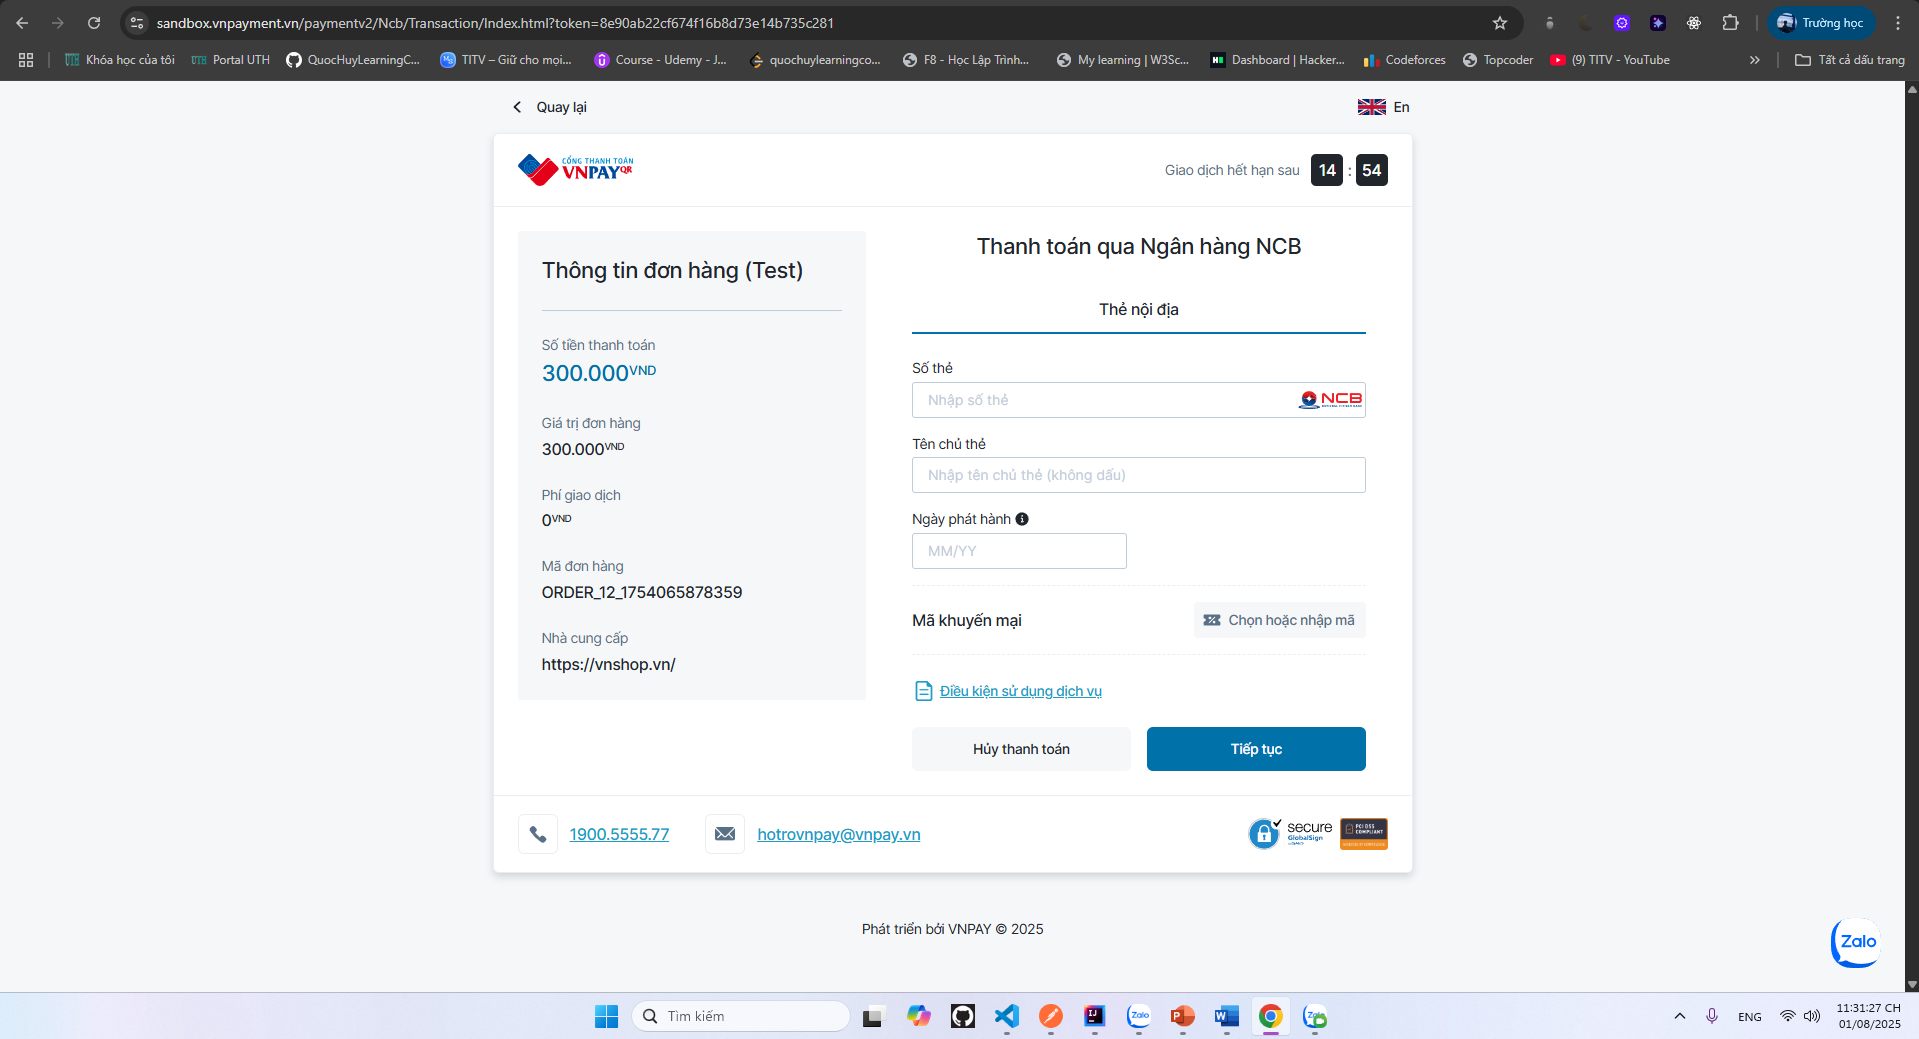 sandbox.vnpayment.vn/paymentv2/Ncb/Transaction/Index.html?token=8e90ab22cf674f16b8d73e14b735c281
Trường học
Khóa học của tôi
UTH Portal UTH
QuocHuyLearningC...
TITV – Giữ cho mọi...
Course - Udemy - J...
quochuylearningco...
F8 - Học Lập Trình...
My learning | W3Sc...
Dashboard | Hacker...
Codeforces
Topcoder
(9) TITV - YouTube
Tất cả dấu trang
Quay lại
En
CỔNG THANH TOÁN
VNPAYQR
Giao dịch hết hạn sau 14 : 54
Thông tin đơn hàng (Test)
Số tiền thanh toán
300.000VND
Giá trị đơn hàng
300.000VND
Phí giao dịch
0VND
Mã đơn hàng
ORDER_12_1754065878359
Nhà cung cấp
https://vnshop.vn/
Thanh toán qua Ngân hàng NCB
Thẻ nội địa
Số thẻ
Nhập số thẻ
NCB
Tên chủ thẻ
Nhập tên chủ thẻ (không dấu)
Ngày phát hành
MM/YY
Mã khuyến mại
Chọn hoặc nhập mã
Điều kiện sử dụng dịch vụ
Hủy thanh toán
Tiếp tục
1900.5555.77
hotrovnpay@vnpay.vn
secure
GlobalSign
PCI DSS
COMPLIANT
Phát triển bởi VNPAY © 2025
Zalo
Tìm kiếm
ENG
11:31:27 CH
01/08/2025